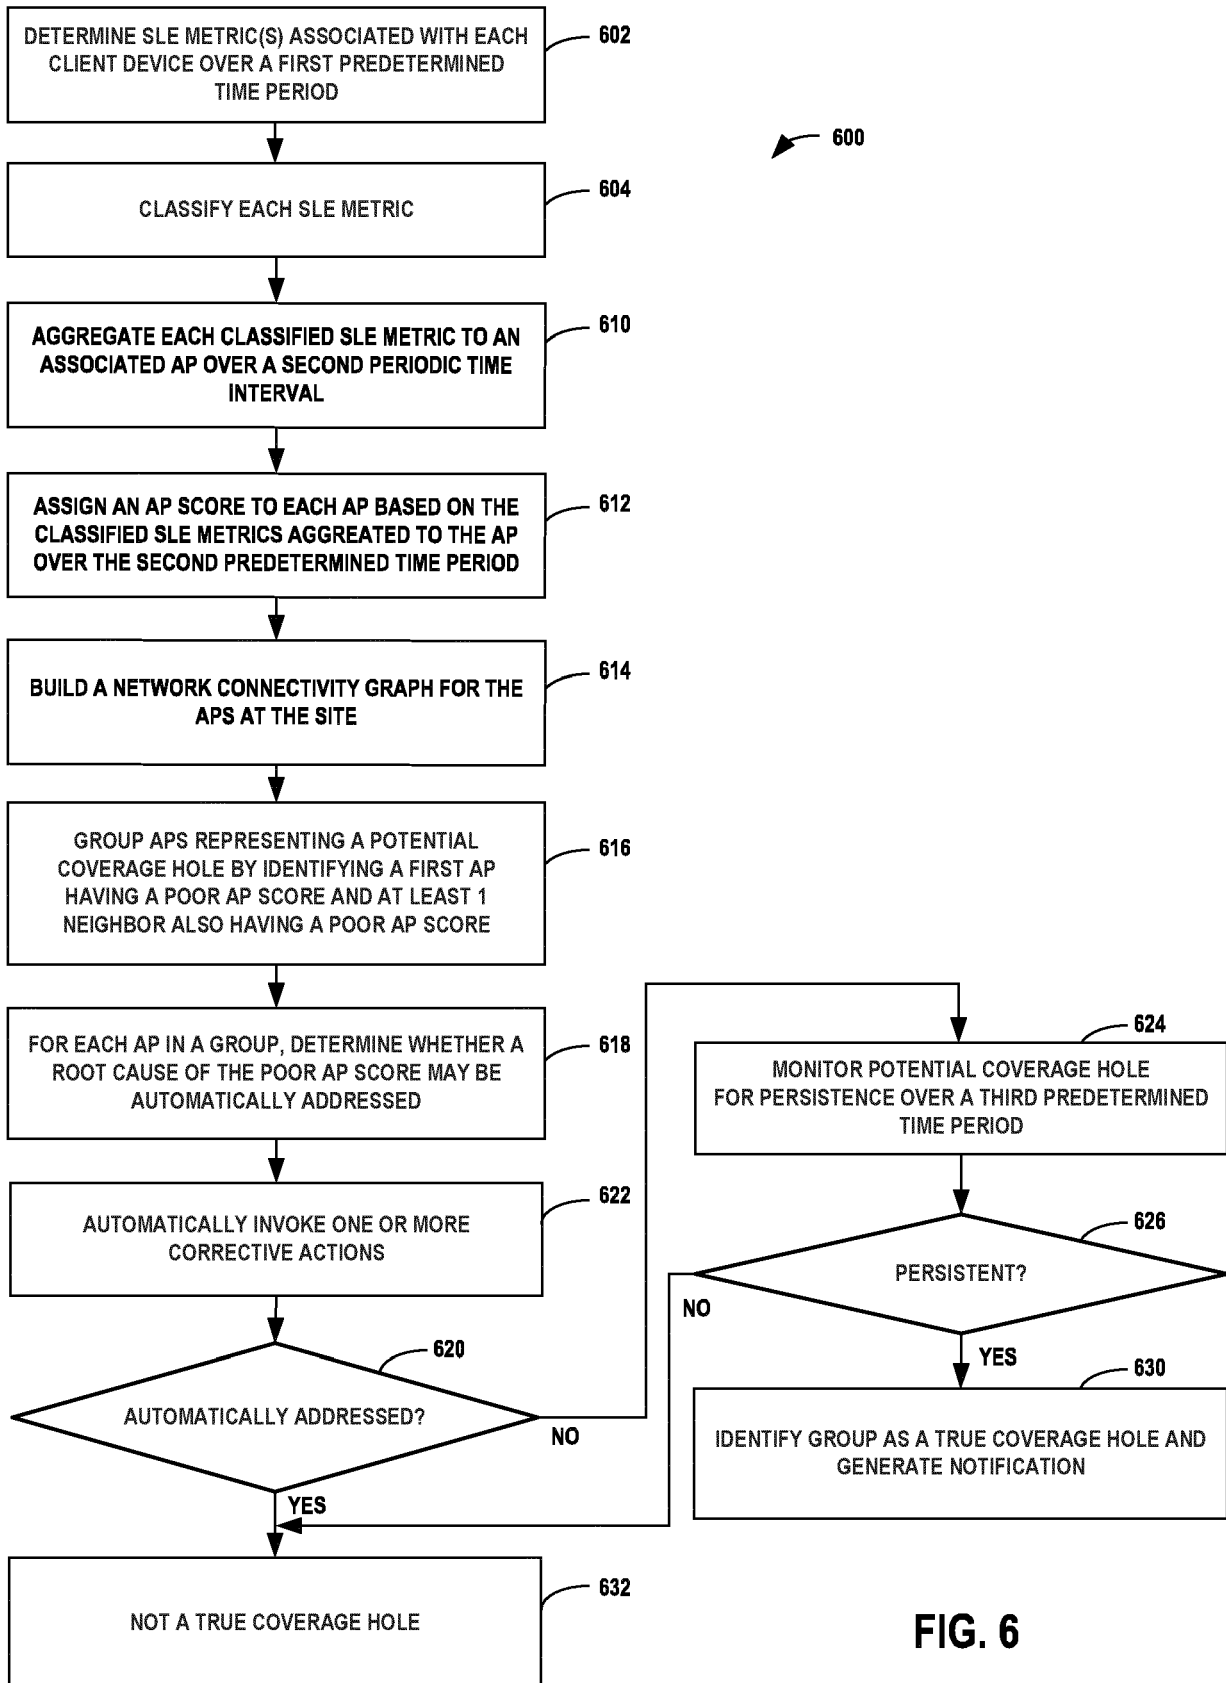 DETERMINE SLE METRIC(S) ASSOCIATED WITH EACH
CLIENT DEVICE OVER A FIRST PREDETERMINED
TIME PERIOD
602
600
CLASSIFY EACH SLE METRIC
604
AGGREGATE EACH CLASSIFIED SLE METRIC TO AN
ASSOCIATED AP OVER A SECOND PERIODIC TIME
INTERVAL
610
ASSIGN AN AP SCORE TO EACH AP BASED ON THE
CLASSIFIED SLE METRICS AGGREATED TO THE AP
OVER THE SECOND PREDETERMINED TIME PERIOD
612
BUILD A NETWORK CONNECTIVITY GRAPH FOR THE
APS AT THE SITE
614
GROUP APS REPRESENTING A POTENTIAL
COVERAGE HOLE BY IDENTIFYING A FIRST AP
HAVING A POOR AP SCORE AND AT LEAST 1
NEIGHBOR ALSO HAVING A POOR AP SCORE
616
FOR EACH AP IN A GROUP, DETERMINE WHETHER A
ROOT CAUSE OF THE POOR AP SCORE MAY BE
AUTOMATICALLY ADDRESSED
618
AUTOMATICALLY INVOKE ONE OR MORE
CORRECTIVE ACTIONS
622
AUTOMATICALLY ADDRESSED?
620
NO
YES
MONITOR POTENTIAL COVERAGE HOLE
FOR PERSISTENCE OVER A THIRD PREDETERMINED
TIME PERIOD
624
PERSISTENT?
626
NO
YES
IDENTIFY GROUP AS A TRUE COVERAGE HOLE AND
GENERATE NOTIFICATION
630
NOT A TRUE COVERAGE HOLE
632
FIG. 6